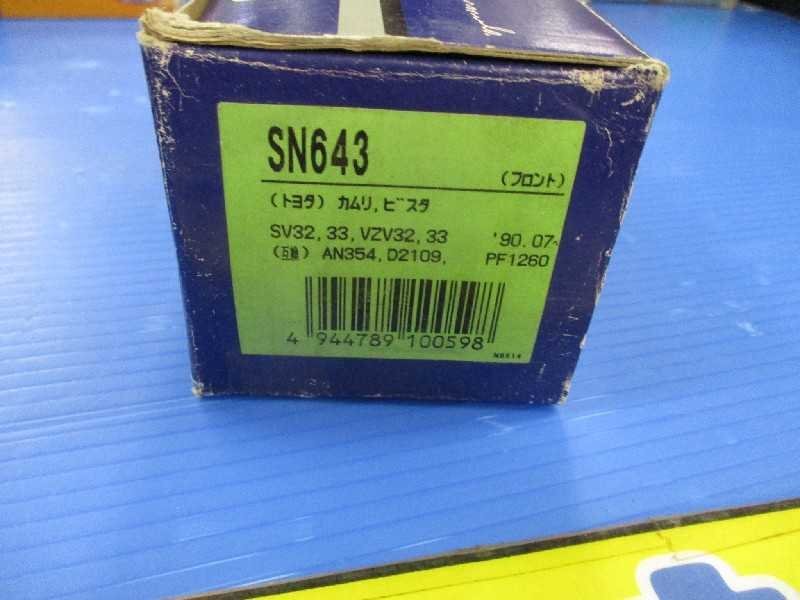 SN643
(フロント)
(トヨタ) カムリ, ビスタ
SV32, 33, VZV32, 33 '90. 07~
(互換) AN354, D2109, PF1260
4 944789 100598